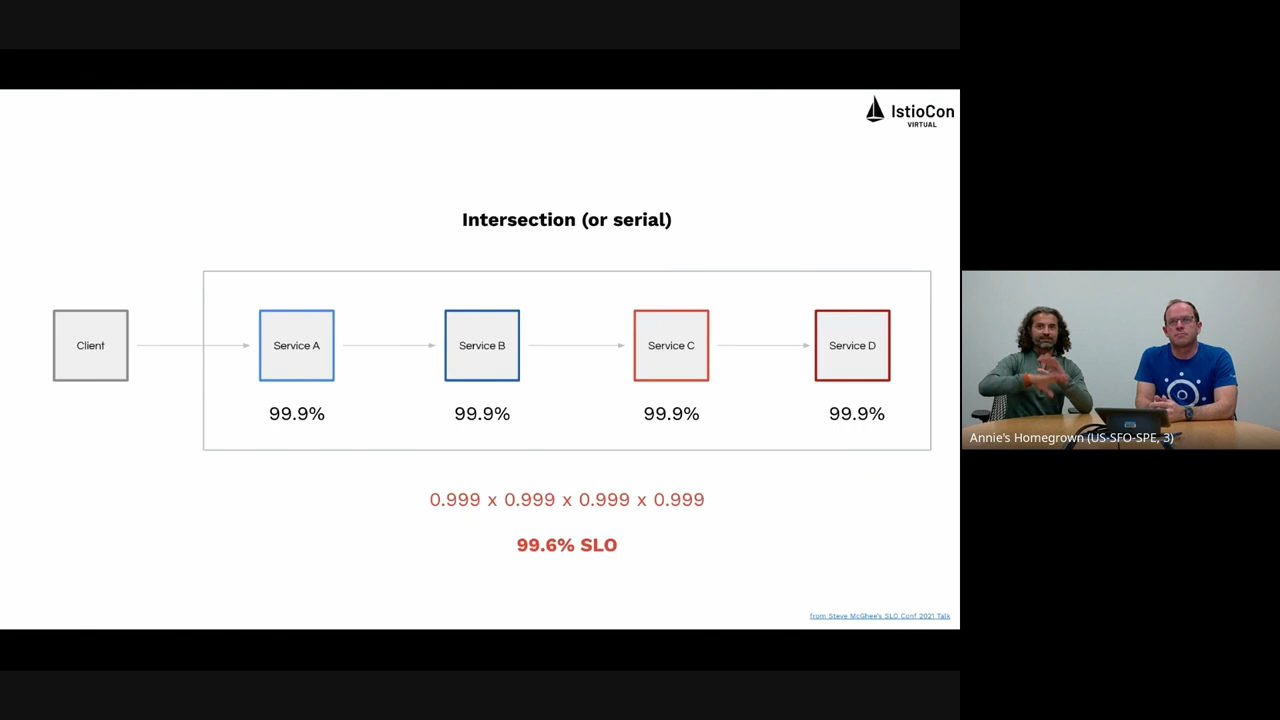 IstioCon
VIRTUAL
Intersection (or serial)
Client
Service A
Service B
Service C
Service D
99.9%
99.9%
99.9%
99.9%
0.999 x 0.999 x 0.999 x 0.999
99.6% SLO
from Steve McGhee's SLO Conf 2021 Talk
Annie's Homegrown (US-SFO-SPE, 3)